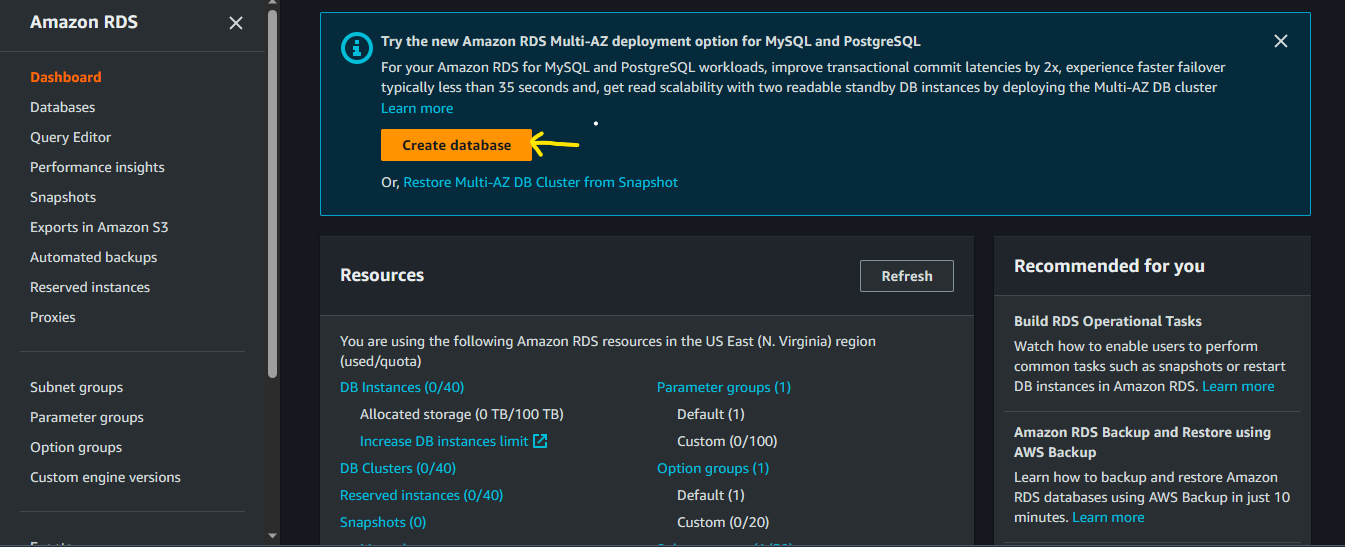 Amazon RDS
Dashboard
Databases
Query Editor
Performance insights
Snapshots
Exports in Amazon S3
Automated backups
Reserved instances
Proxies
Subnet groups
Parameter groups
Option groups
Custom engine versions
Try the new Amazon RDS Multi-AZ deployment option for MySQL and PostgreSQL
For your Amazon RDS for MySQL and PostgreSQL workloads, improve transactional commit latencies by 2x, experience faster failover
typically less than 35 seconds and, get read scalability with two readable standby DB instances by deploying the Multi-AZ DB cluster
Learn more
Create database
Or, Restore Multi-AZ DB Cluster from Snapshot
Resources
Refresh
You are using the following Amazon RDS resources in the US East (N. Virginia) region
(used/quota)
DB Instances (0/40)
Allocated storage (0 TB/100 TB)
Increase DB instances limit
DB Clusters (0/40)
Reserved instances (0/40)
Snapshots (0)
Parameter groups (1)
Default (1)
Custom (0/100)
Option groups (1)
Default (1)
Custom (0/20)
Recommended for you
Build RDS Operational Tasks
Watch how to enable users to perform
common tasks such as snapshots or restart
DB instances in Amazon RDS. Learn more
Amazon RDS Backup and Restore using
AWS Backup
Learn how to backup and restore Amazon
RDS databases using AWS Backup in just 10
minutes. Learn more